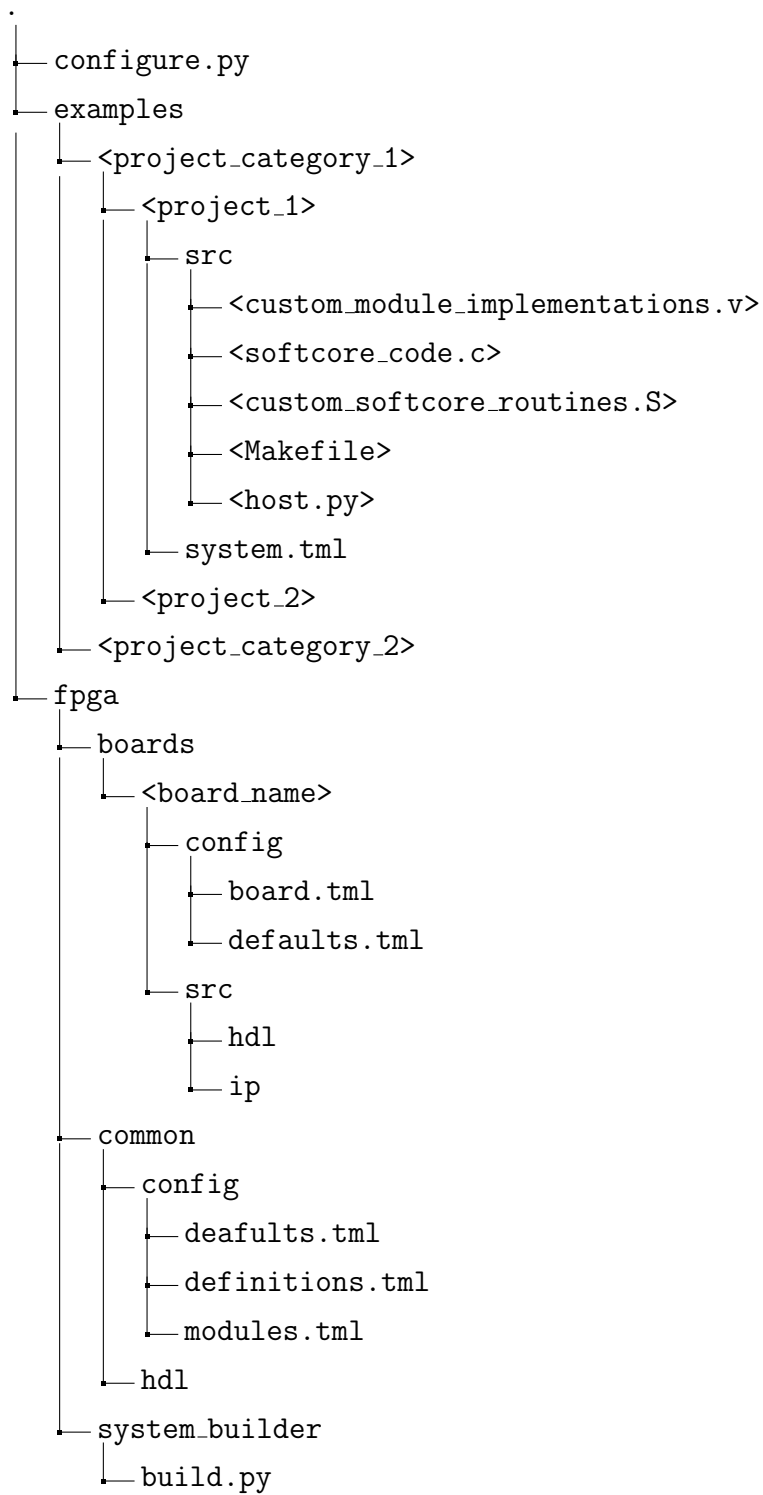 .
configure.py
examples
<project_category_1>
<project_1>
src
<custom_module_implementations.v>
<softcore_code.c>
<custom_softcore_routines.S>
<Makefile>
<host.py>
system.tml
<project_2>
<project_category_2>
fpga
boards
<board_name>
config
board.tml
defaults.tml
src
hdl
ip
common
config
deafults.tml
definitions.tml
modules.tml
hdl
system_builder
build.py